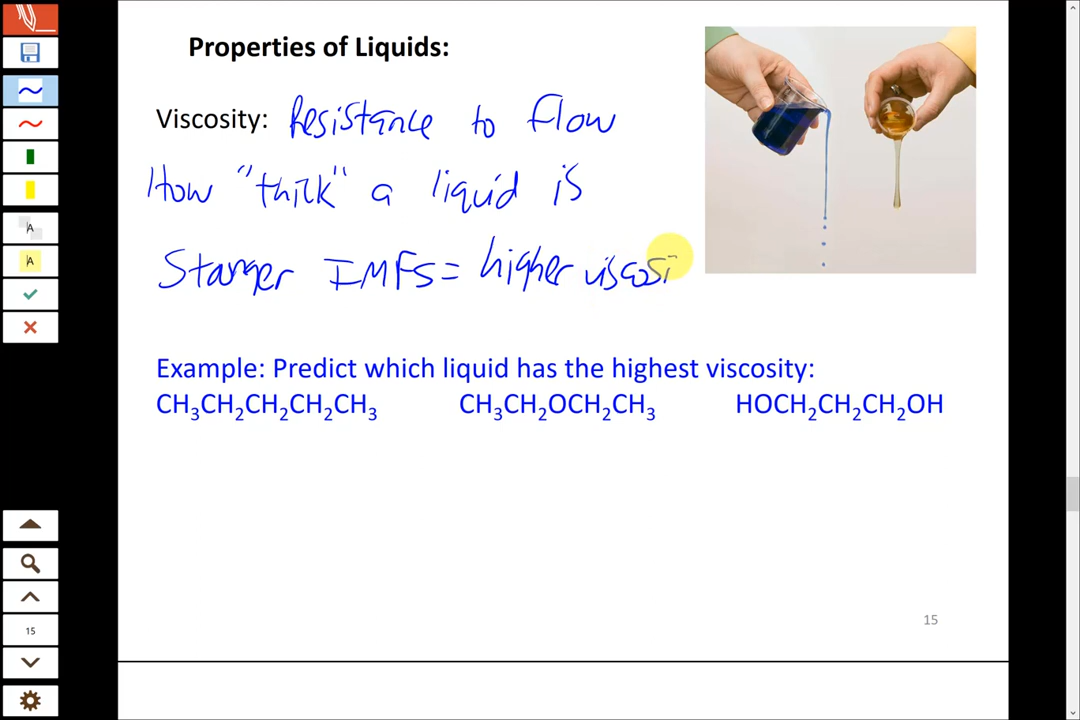 Properties of Liquids:
Viscosity: Resistance to Flow
How "thick" a liquid is
Stronger IMFs = higher viscosi
Example: Predict which liquid has the highest viscosity:
CH₃CH₂CH₂CH₂CH₃ CH₃CH₂OCH₂CH₃ HOCH₂CH₂CH₂OH
A
A
15
15